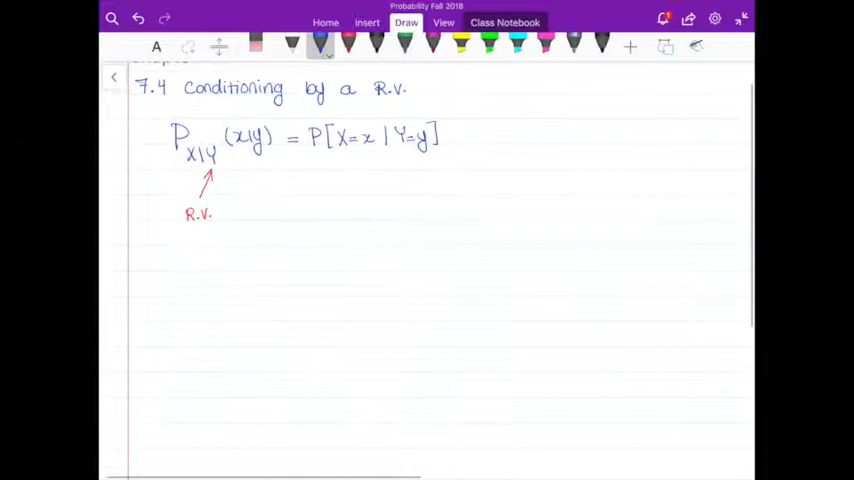 Probability Fall 2018
Home Insert Draw View Class Notebook
A
7.4 Conditioning by a R.V.
P_{X|Y} (x|y) = P[X=x | Y=y]
R.V.